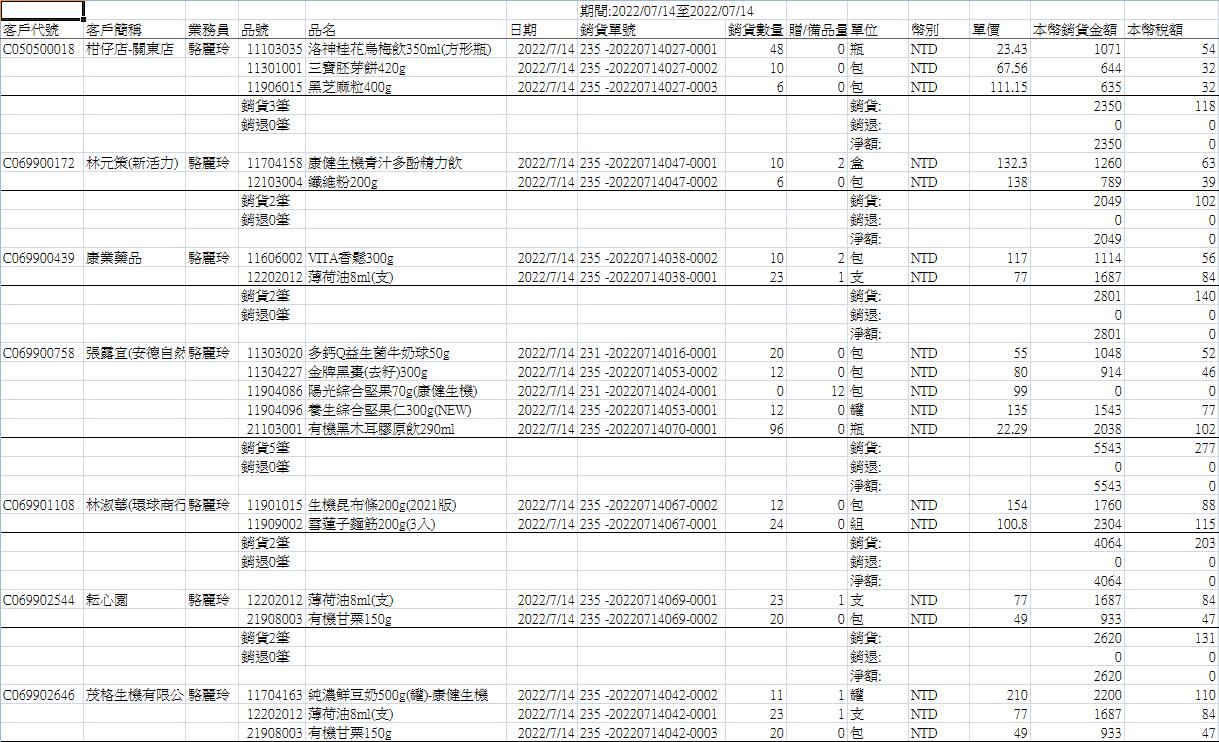 期間:2022/07/14至2022/07/14
客戶代號 客戶簡稱 業務員 品號 品名 日期 銷貨單號 銷貨數量 贈/備品量 單位 幣別 單價 本幣銷貨金額 本幣稅額
C050500018 柑仔店-關東店 駱麗玲 11103035 洛神桂花烏梅飲350ml(方形瓶) 2022/7/14 235 -20220714027-0001 48 0 瓶 NTD 23.43 1071 54
11301001 三寶胚芽餅420g 2022/7/14 235 -20220714027-0002 10 0 包 NTD 67.56 644 32
11906015 黑芝麻粒400g 2022/7/14 235 -20220714027-0003 6 0 包 NTD 111.15 635 32
銷貨3筆 銷貨: 2350 118
銷退0筆 銷退: 0 0
淨額: 2350 0
C069900172 林元策(新活力) 駱麗玲 11704158 康健生機青汁多酚精力飲 2022/7/14 235 -20220714047-0001 10 2 盒 NTD 132.3 1260 63
12103004 纖維粉200g 2022/7/14 235 -20220714047-0002 6 0 包 NTD 138 789 39
銷貨2筆 銷貨: 2049 102
銷退0筆 銷退: 0 0
淨額: 2049 0
C069900439 康業藥品 駱麗玲 11606002 VITA香鬆300g 2022/7/14 235 -20220714038-0002 10 2 包 NTD 117 1114 56
12202012 薄荷油8ml(支) 2022/7/14 235 -20220714038-0001 23 1 支 NTD 77 1687 84
銷貨2筆 銷貨: 2801 140
銷退0筆 銷退: 0 0
淨額: 2801 0
C069900758 張露宜(安德自然 駱麗玲 11303020 多鈣Q益生菌牛奶球50g 2022/7/14 231 -20220714016-0001 20 0 包 NTD 55 1048 52
11304227 金牌黑棗(去籽)300g 2022/7/14 235 -20220714053-0002 12 0 包 NTD 80 914 46
11904086 陽光綜合堅果70g(康健生機) 2022/7/14 231 -20220714024-0001 0 12 包 NTD 99 0 0
11904096 養生綜合堅果仁300g(NEW) 2022/7/14 235 -20220714053-0001 12 0 罐 NTD 135 1543 77
21103001 有機黑木耳膠原飲290ml 2022/7/14 235 -20220714070-0001 96 0 瓶 NTD 22.29 2038 102
銷貨5筆 銷貨: 5543 277
銷退0筆 銷退: 0 0
淨額: 5543 0
C069901108 林淑華(環球商行 駱麗玲 11901015 生機昆布條200g(2021版) 2022/7/14 235 -20220714067-0002 12 0 包 NTD 154 1760 88
11909002 雪蓮子麵筋200g(3入) 2022/7/14 235 -20220714067-0001 24 0 組 NTD 100.8 2304 115
銷貨2筆 銷貨: 4064 203
銷退0筆 銷退: 0 0
淨額: 4064 0
C069902544 耘心園 駱麗玲 12202012 薄荷油8ml(支) 2022/7/14 235 -20220714069-0001 23 1 支 NTD 77 1687 84
21908003 有機甘栗150g 2022/7/14 235 -20220714069-0002 20 0 包 NTD 49 933 47
銷貨2筆 銷貨: 2620 131
銷退0筆 銷退: 0 0
淨額: 2620 0
C069902646 茂格生機有限公 駱麗玲 11704163 純濃鮮豆奶500g(罐)-康健生機 2022/7/14 235 -20220714042-0002 11 1 罐 NTD 210 2200 110
12202012 薄荷油8ml(支) 2022/7/14 235 -20220714042-0001 23 1 支 NTD 77 1687 84
21908003 有機甘栗150g 2022/7/14 235 -20220714042-0003 20 0 包 NTD 49 933 47